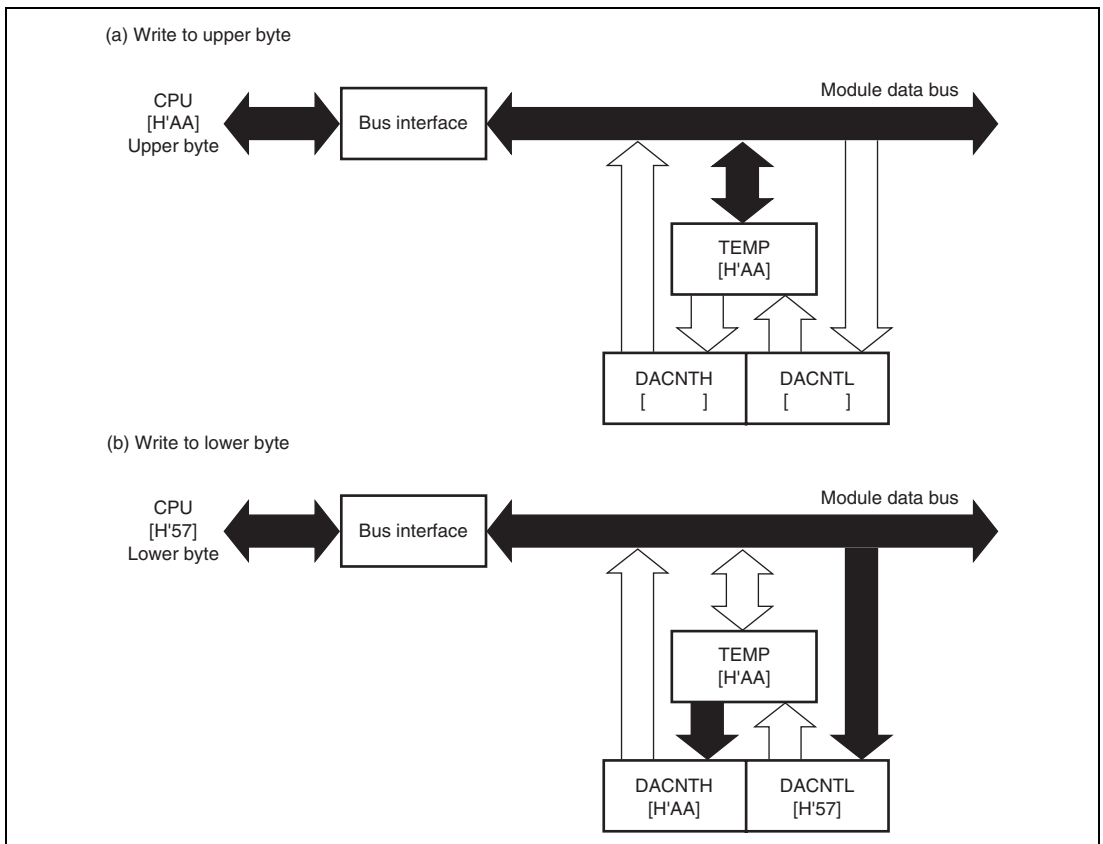 (a) Write to upper byte
CPU
[H'AA]
Upper byte
Bus interface
Module data bus
TEMP
[H'AA]
DACNTH
[ ]
DACNTL
[ ]
(b) Write to lower byte
CPU
[H'57]
Lower byte
Bus interface
Module data bus
TEMP
[H'AA]
DACNTH
[H'AA]
DACNTL
[H'57]